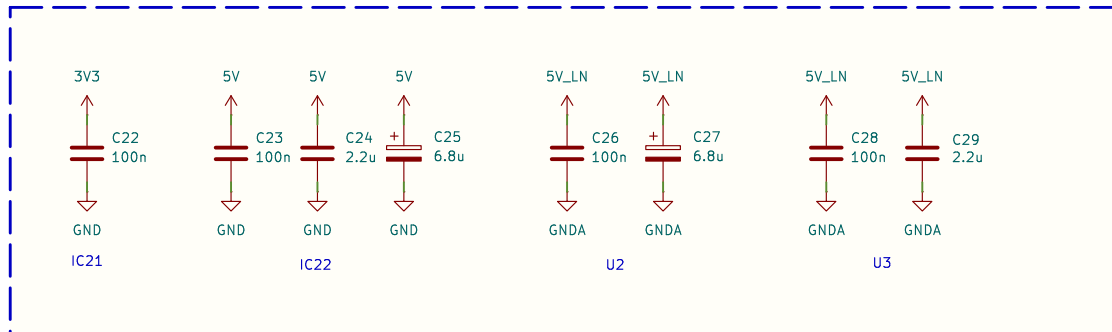 3V3 5V 5V 5V 5V_LN 5V_LN 5V_LN 5V_LN
C22 C23 C24 + C25 C26 + C27 C28 C29
100n 100n 2.2u 6.8u 100n 6.8u 100n 2.2u
GND GND GND GND GNDA GNDA GNDA GNDA
IC21 IC22 U2 U3